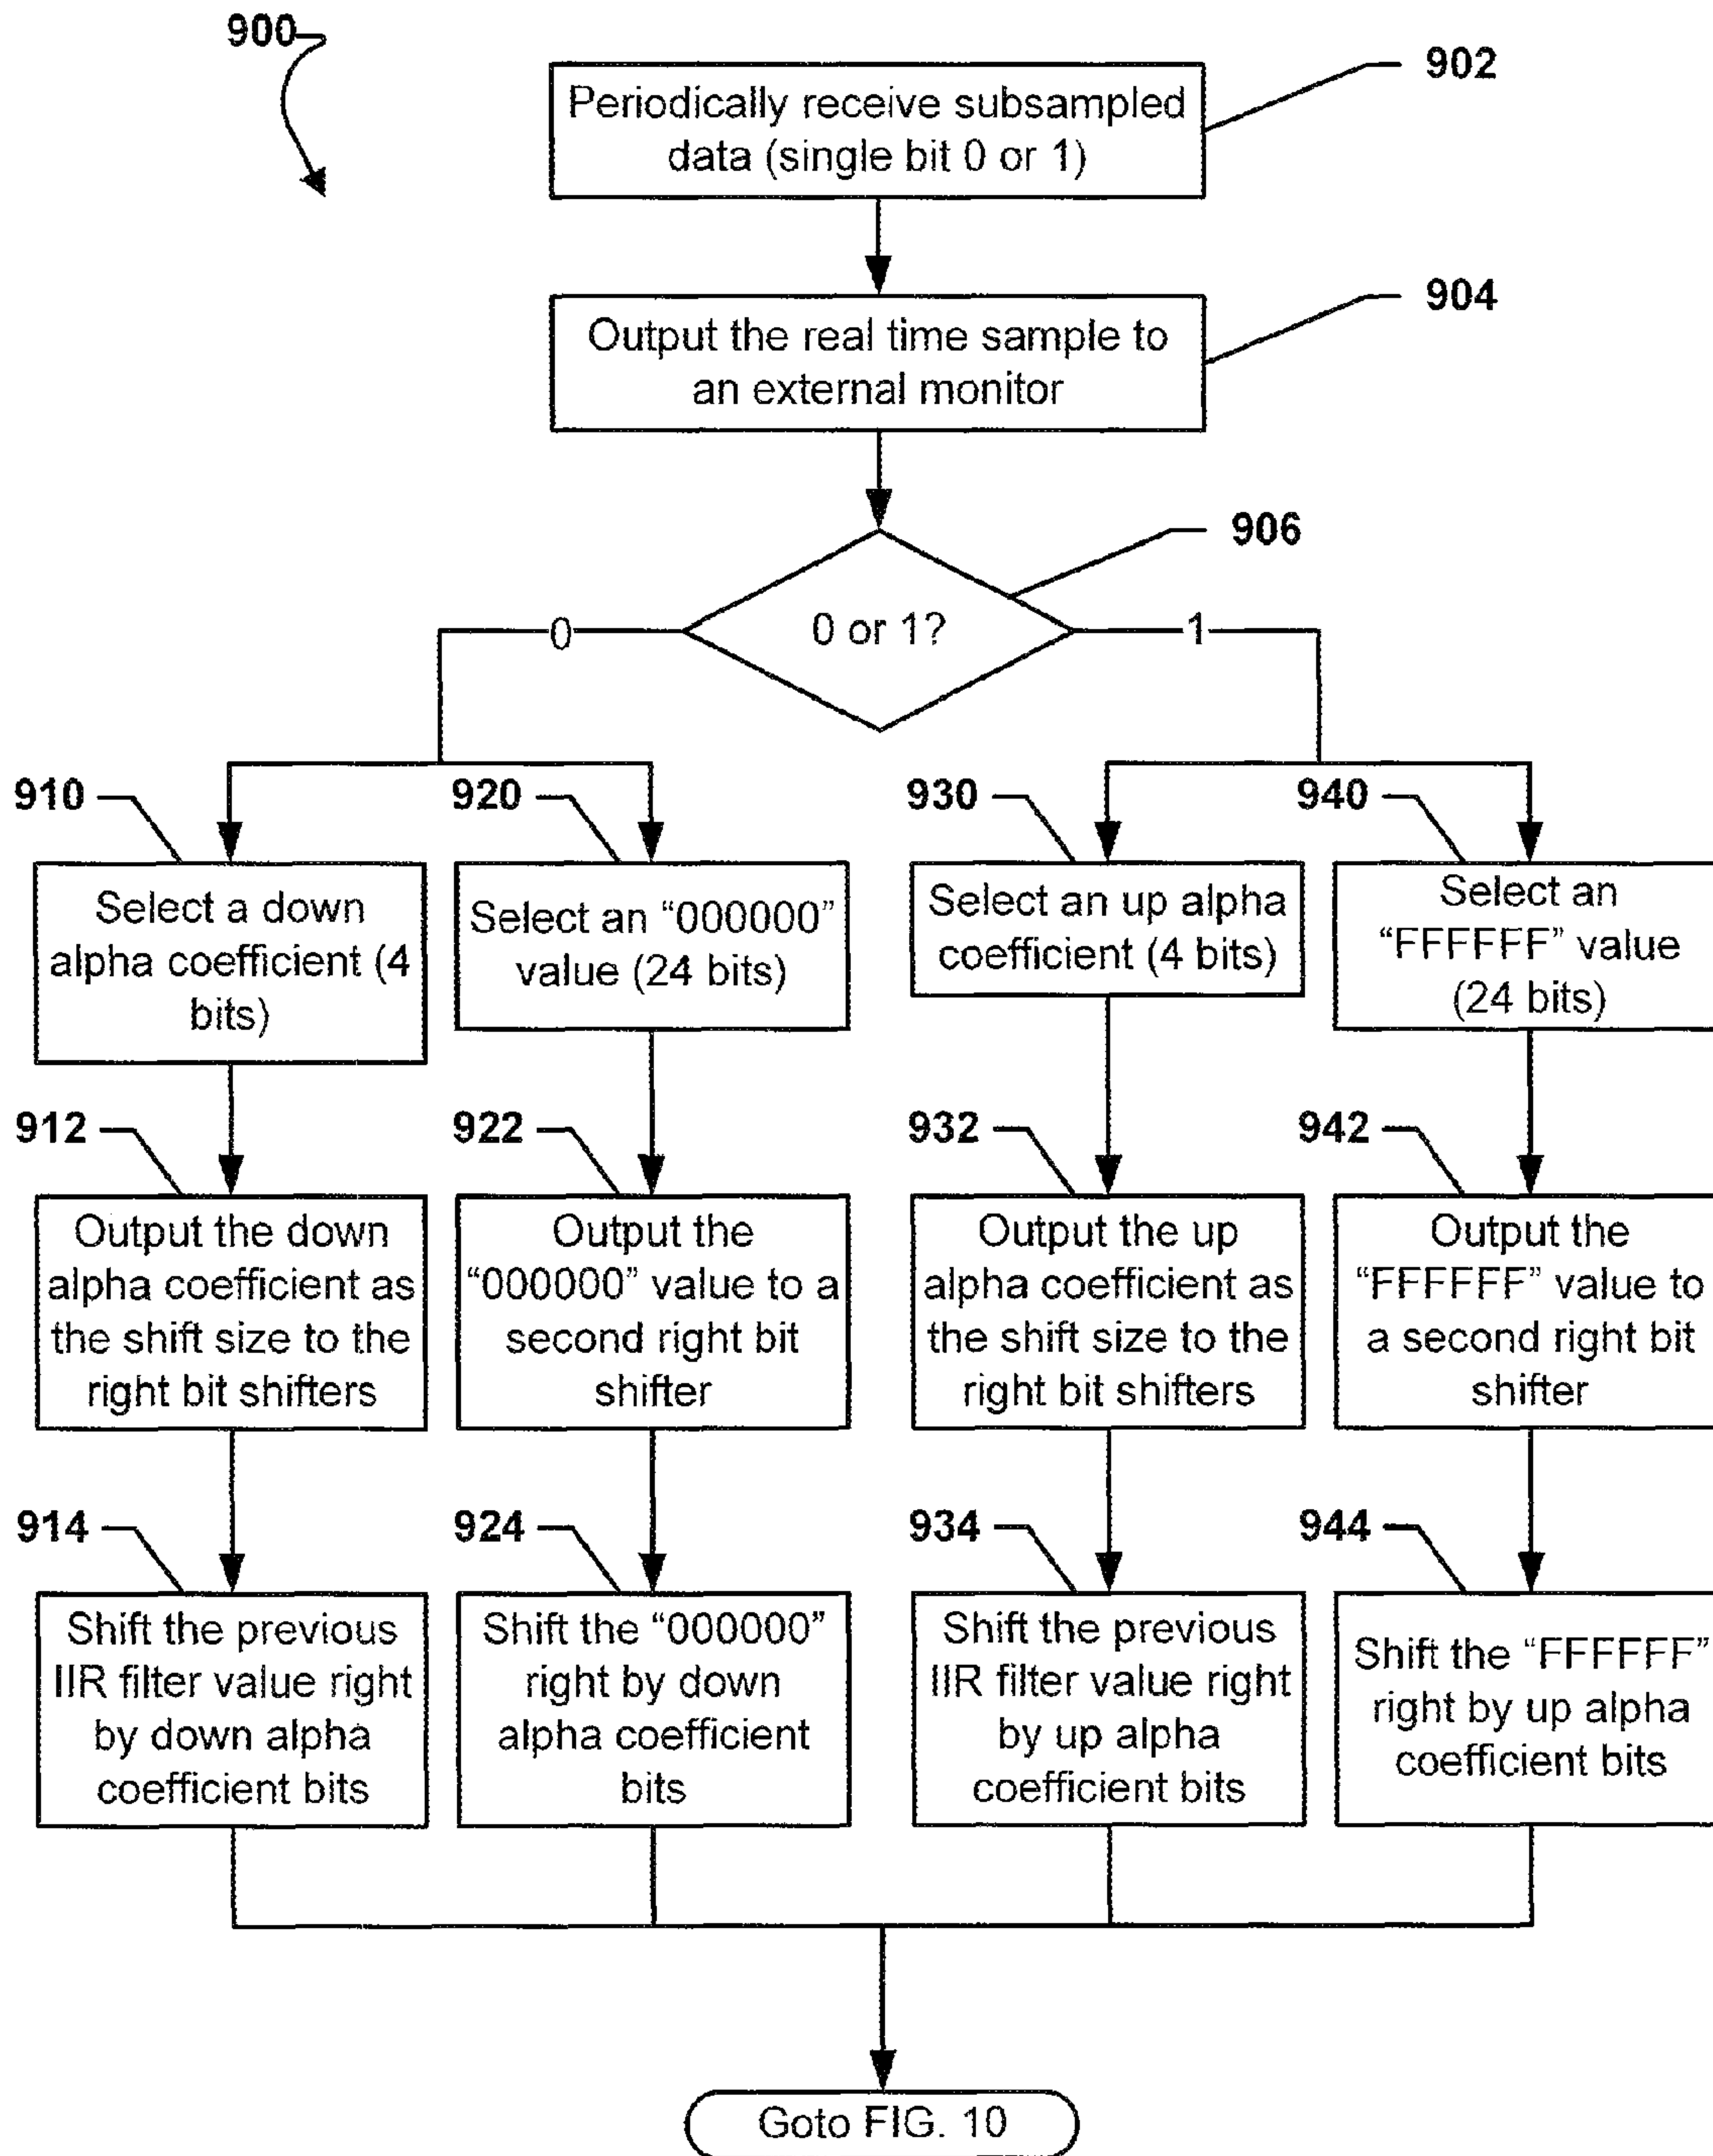 900
902
Periodically receive subsampled
data (single bit 0 or 1)
904
Output the real time sample to
an external monitor
906
0
0 or 1?
1
910
920
930
940
Select a down
alpha coefficient (4
bits)
Select an “000000”
value (24 bits)
Select an up alpha
coefficient (4 bits)
Select an
“FFFFFF” value
(24 bits)
912
922
932
942
Output the down
alpha coefficient as
the shift size to the
right bit shifters
Output the
“000000” value to a
second right bit
shifter
Output the up
alpha coefficient as
the shift size to the
right bit shifters
Output the
“FFFFFF” value to
a second right bit
shifter
914
924
934
944
Shift the previous
IIR filter value right
by down alpha
coefficient bits
Shift the “000000”
right by down
alpha coefficient
bits
Shift the previous
IIR filter value right
by up alpha
coefficient bits
Shift the “FFFFFF”
right by up alpha
coefficient bits
Goto FIG. 10